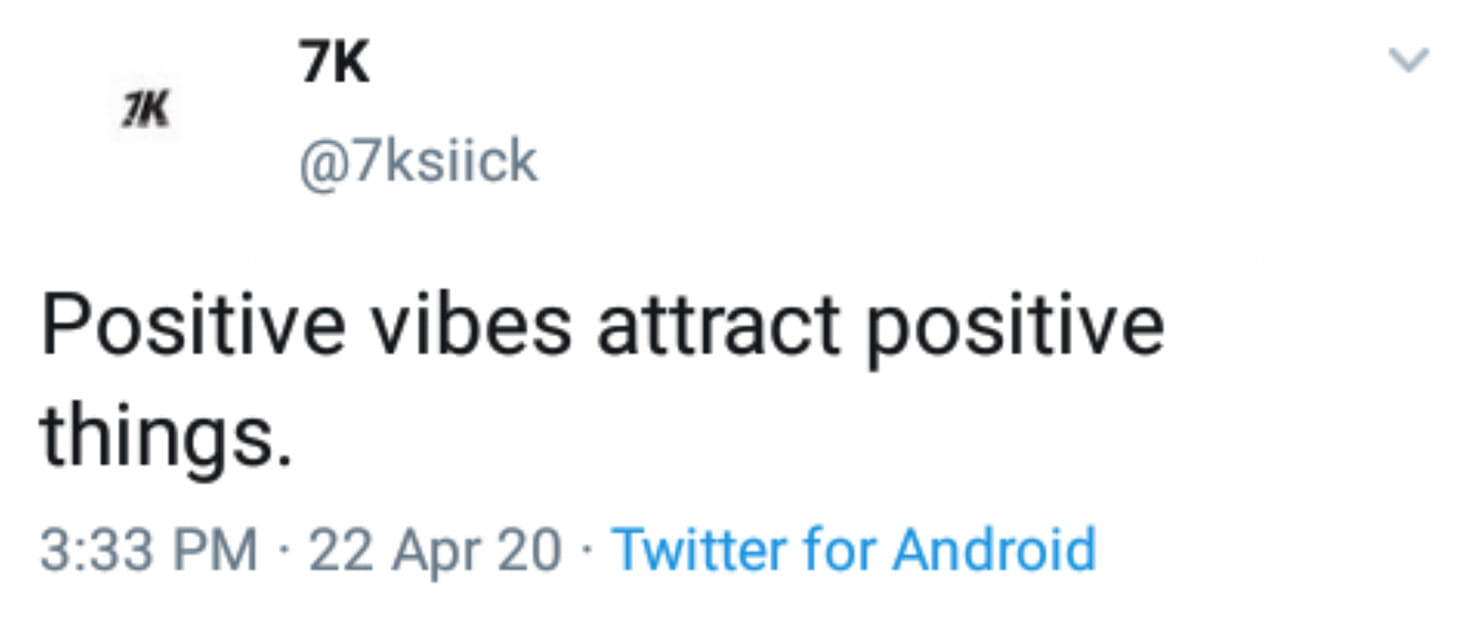 7K
7K
@7ksiick
Positive vibes attract positive
things.
3:33 PM · 22 Apr 20 · Twitter for Android